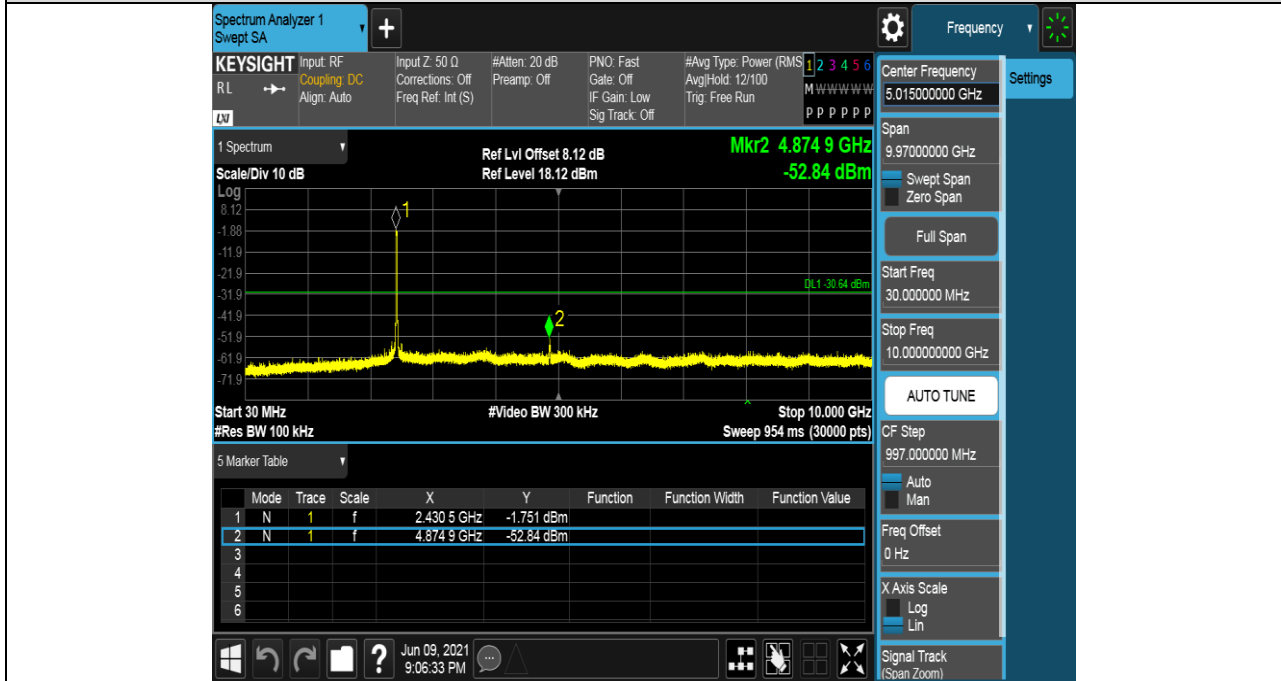 Spectrum Analyzer 1
Swept SA
+
Frequency
KEYSIGHT Input: RF Input Z: 50 Ω #Atten: 20 dB PNO: Fast #Avg Type: Power (RMS 1 2 3 4 5 6
RL Coupling: DC Corrections: Off Preamp: Off Gate: Off Avg|Hold: 12/100 M W W W W W
Align: Auto Freq Ref: Int (S) IF Gain: Low Trig: Free Run
LXI Sig Track: Off P P P P P P
1 Spectrum
Scale/Div 10 dB
Ref Lvl Offset 8.12 dB
Ref Level 18.12 dBm
Mkr2 4.874 9 GHz
-52.84 dBm
Log
8.12
-1.88
-11.9
-21.9
-31.9
-41.9
-51.9
-61.9
-71.9
1
DL1 -30.64 dBm
2
Start 30 MHz #Video BW 300 kHz Stop 10.000 GHz
#Res BW 100 kHz Sweep 954 ms (30000 pts)
5 Marker Table
Mode Trace Scale X Y Function Function Width Function Value
1 N 1 f 2.430 5 GHz -1.751 dBm
2 N 1 f 4.874 9 GHz -52.84 dBm
3
4
5
6
Center Frequency
5.015000000 GHz
Settings
Span
9.97000000 GHz
Swept Span
Zero Span
Full Span
Start Freq
30.000000 MHz
Stop Freq
10.000000000 GHz
AUTO TUNE
CF Step
997.000000 MHz
Auto
Man
Freq Offset
0 Hz
X Axis Scale
Log
Lin
Signal Track
(Span Zoom)
?
Jun 09, 2021
9:06:33 PM